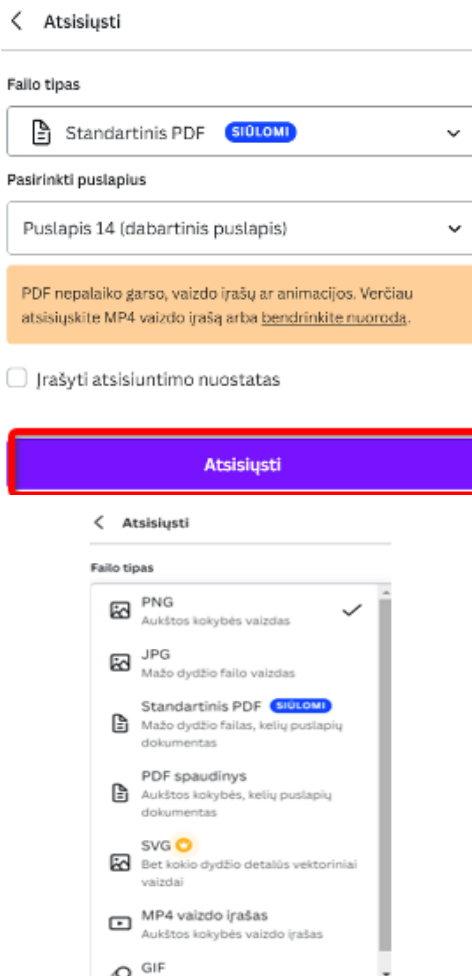 Atsisiųsti
Failo tipas
Standartinis PDF SIŪLOMI
Pasirinkti puslapius
Puslapis 14 (dabartinis puslapis)
PDF nepalaiko garso, vaizdo įrašų ar animacijos. Verčiau
atsisiųskite MP4 vaizdo įrašą arba bendrinkite nuorodą.
Įrašyti atsisiuntimo nuostatas
Atsisiųsti
Atsisiųsti
Failo tipas
PNG
Aukštos kokybės vaizdas
JPG
Mažo dydžio failo vaizdas
Standartinis PDF SIŪLOMI
Mažo dydžio failas, kelių puslapių
dokumentas
PDF spaudinys
Aukštos kokybės, kelių puslapių
dokumentas
SVG
Bet kokio dydžio detalūs vektoriniai
vaizdai
MP4 vaizdo įrašas
Aukštos kokybės vaizdo įrašas
GIF